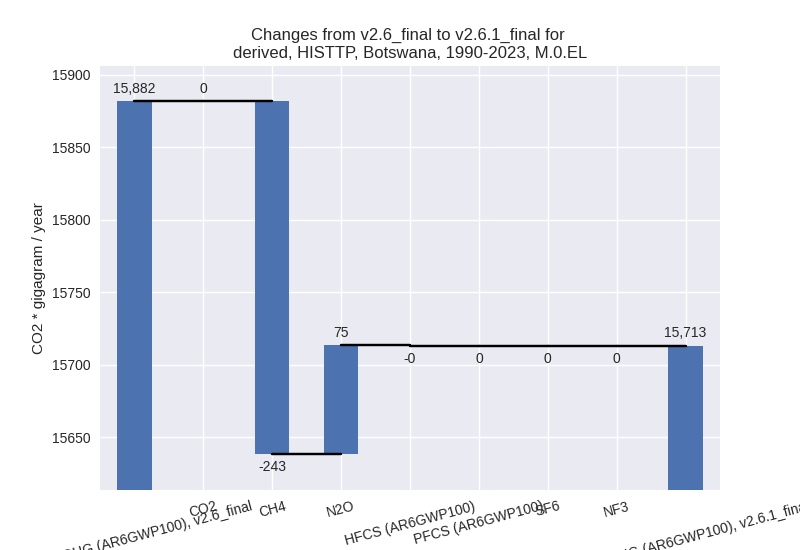 Changes from v2.6_final to v2.6.1_final for
derived, HISTTP, Botswana, 1990-2023, M.0.EL
CO2 * gigagram / year
15900
15850
15800
15750
15700
15650
15,882
0
-243
75
-0
0
0
0
15,713
(AR6GWP100), v2.6_final
CO2
CH4
N2O
HFCS (AR6GWP100)
PFCS (AR6GWP100)
SF6
NF3
(AR6GWP100), v2.6.1_fina